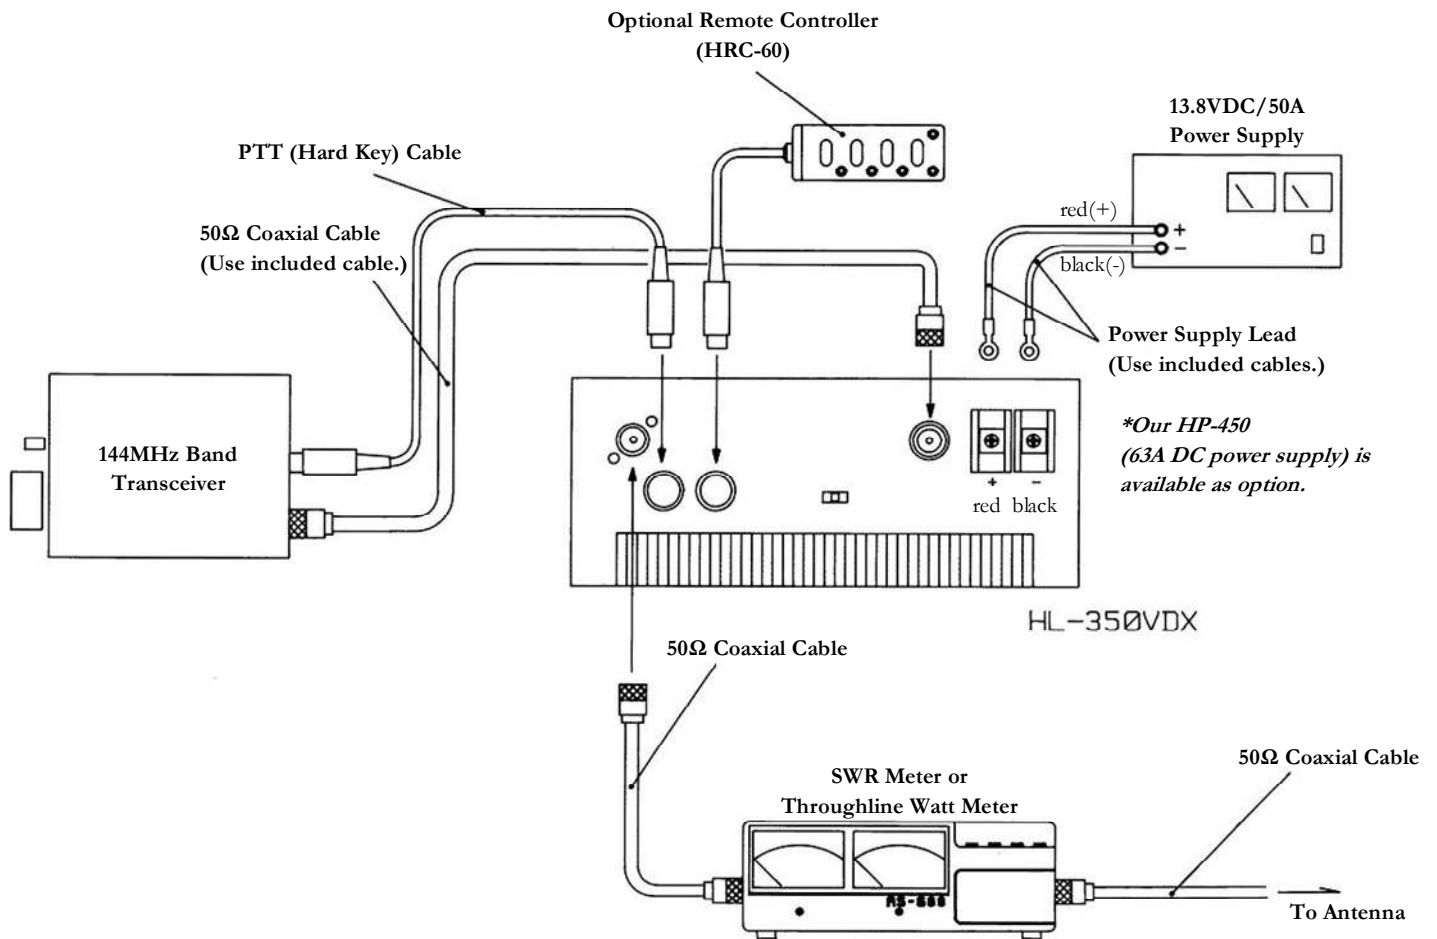 Optional Remote Controller
(HRC-60)
13.8VDC/50A
Power Supply
PTT (Hard Key) Cable
50Ω Coaxial Cable
(Use included cable.)
red(+)
+
−
black(-)
Power Supply Lead
(Use included cables.)
*Our HP-450
(63A DC power supply) is
available as option.
144MHz Band
Transceiver
+ −
red black
HL-350VDX
50Ω Coaxial Cable
50Ω Coaxial Cable
SWR Meter or
Throughline Watt Meter
To Antenna